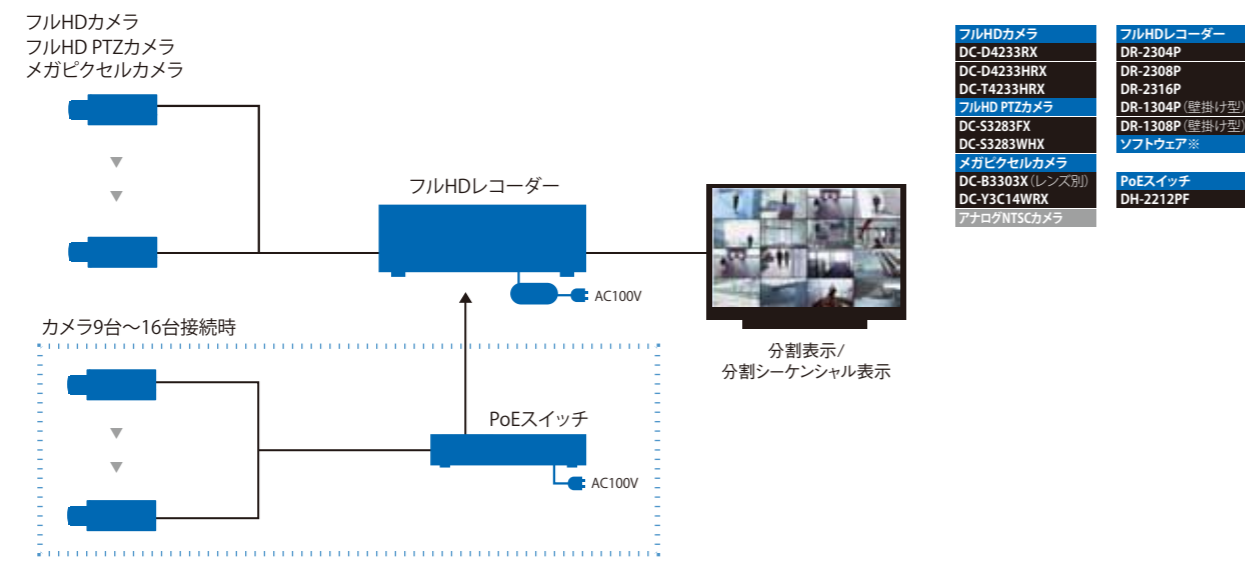 フルHDカメラ
フルHD PTZカメラ
メガピクセルカメラ
フルHDレコーダー
AC100V
分割表示/
分割シーケンシャル表示
カメラ9台～16台接続時
PoEスイッチ
AC100V
フルHDカメラ
DC-D4233RX
DC-D4233HRX
DC-T4233HRX
フルHD PTZカメラ
DC-S3283FX
DC-S3283WHX
メガピクセルカメラ
DC-B3303X（レンズ別）
DC-Y3C14WRX
アナログNTSCカメラ
フルHDレコーダー
DR-2304P
DR-2308P
DR-2316P
DR-1304P（壁掛け型）
DR-1308P（壁掛け型）
ソフトウェア※
PoEスイッチ
DH-2212PF